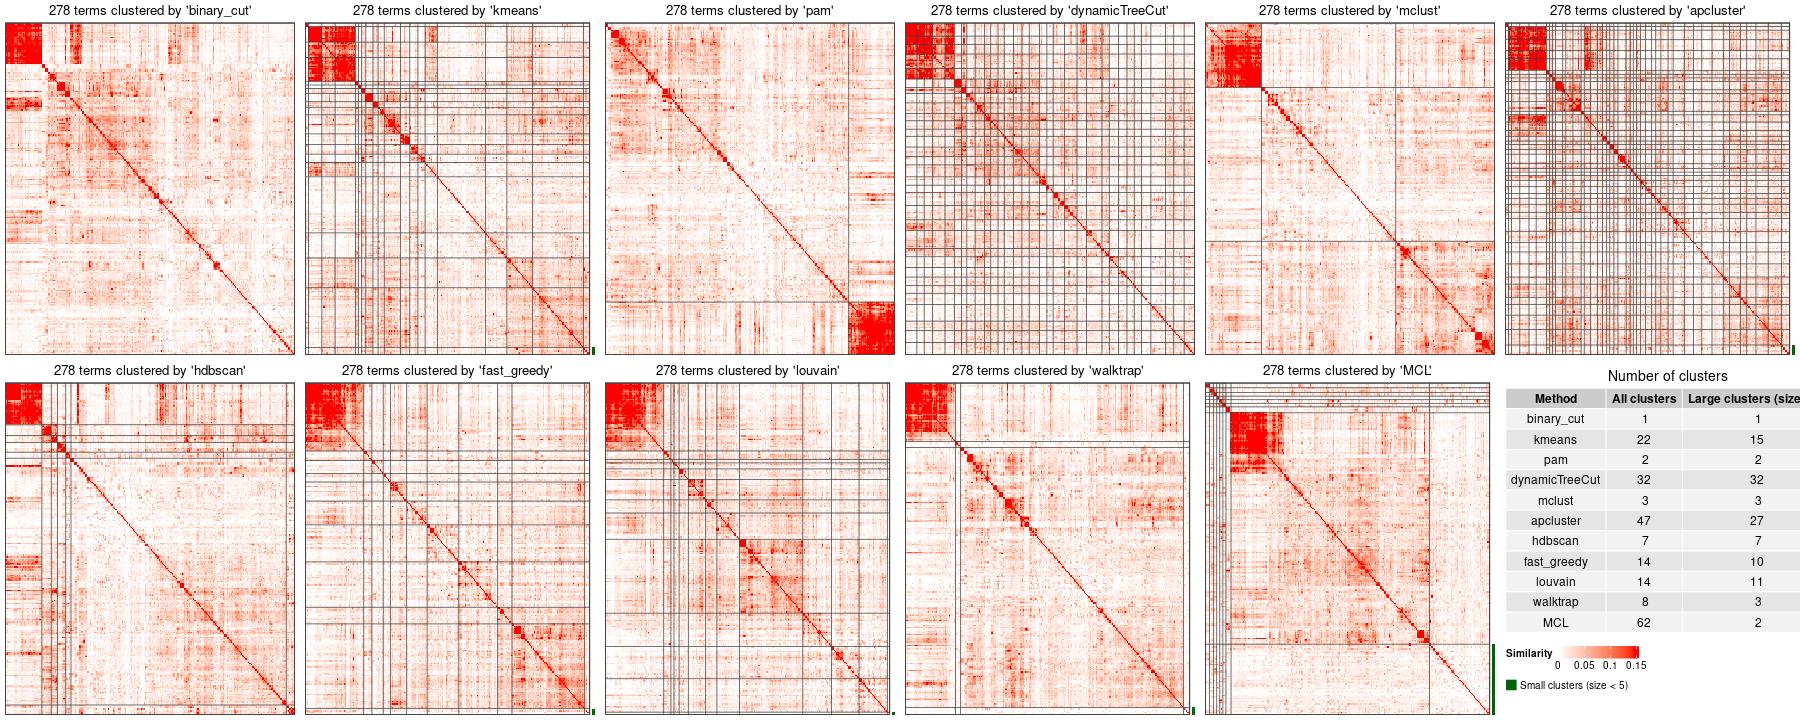 278 terms clustered by 'binary_cut'
278 terms clustered by 'kmeans'
278 terms clustered by 'pam'
278 terms clustered by 'dynamicTreeCut'
278 terms clustered by 'mclust'
278 terms clustered by 'apcluster'
278 terms clustered by 'hdbscan'
278 terms clustered by 'fast_greedy'
278 terms clustered by 'louvain'
278 terms clustered by 'walktrap'
278 terms clustered by 'MCL'
Number of clusters
Method All clusters Large clusters (size
binary_cut 1 1
kmeans 22 15
pam 2 2
dynamicTreeCut 32 32
mclust 3 3
apcluster 47 27
hdbscan 7 7
fast_greedy 14 10
louvain 14 11
walktrap 8 3
MCL 62 2
Similarity
0 0.05 0.1 0.15
Small clusters (size < 5)